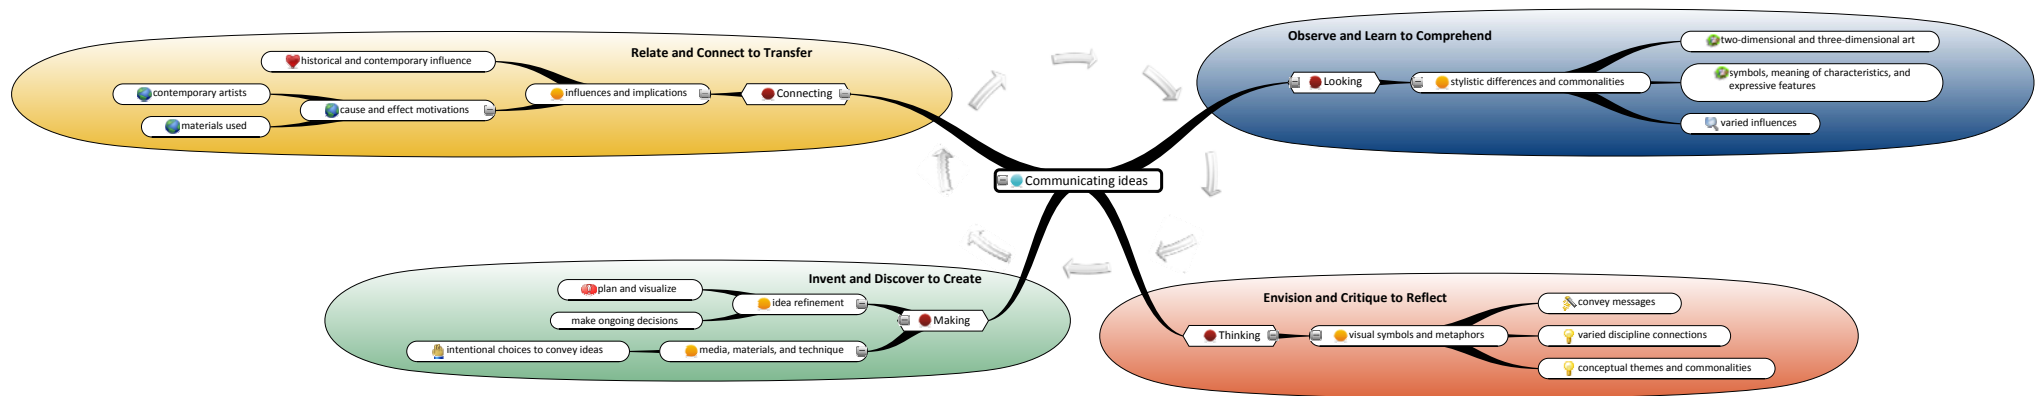 Relate and Connect to Transfer
historical and contemporary influence
contemporary artists
materials used
cause and effect motivations
influences and implications
Connecting
Observe and Learn to Comprehend
Looking
stylistic differences and commonalities
two-dimensional and three-dimensional art
symbols, meaning of characteristics, and
expressive features
varied influences
Communicating ideas
Invent and Discover to Create
plan and visualize
make ongoing decisions
idea refinement
intentional choices to convey ideas
media, materials, and technique
Making
Envision and Critique to Reflect
Thinking
visual symbols and metaphors
convey messages
varied discipline connections
conceptual themes and commonalities